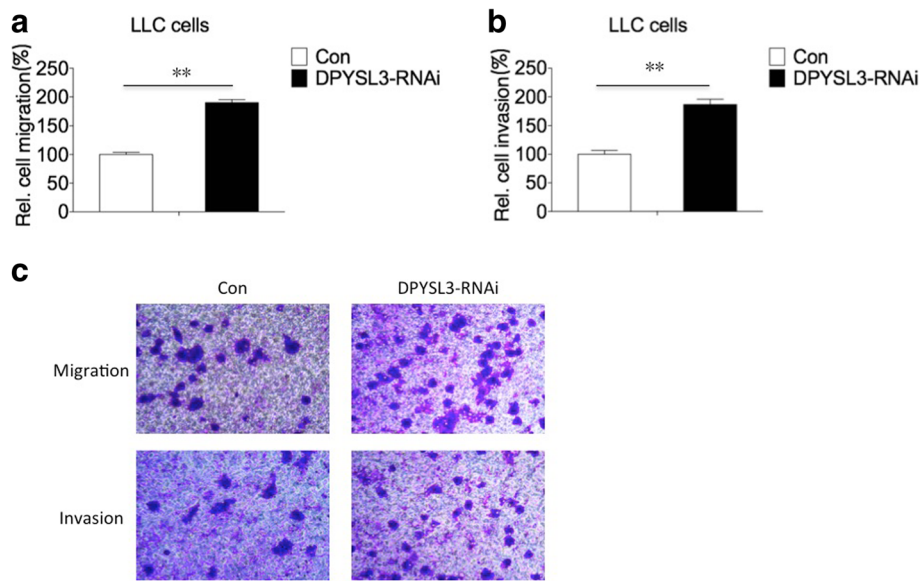 a
LLC cells
Con
DPYSL3-RNAi
Rel. cell migration(%)
250
200
150
100
50
0
**
b
LLC cells
Con
DPYSL3-RNAi
Rel. cell invasion(%)
250
200
150
100
50
0
**
c
Con
DPYSL3-RNAi
Migration
Invasion